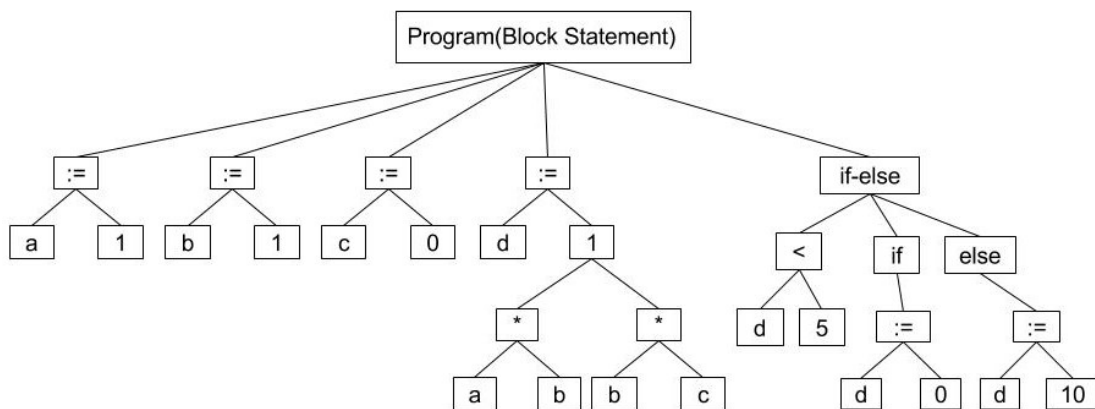 Program(Block Statement)
:= := := := if-else
a 1 b 1 c 0 d 1 < if else
* * d 5 := :=
a b b c d 0 d 10